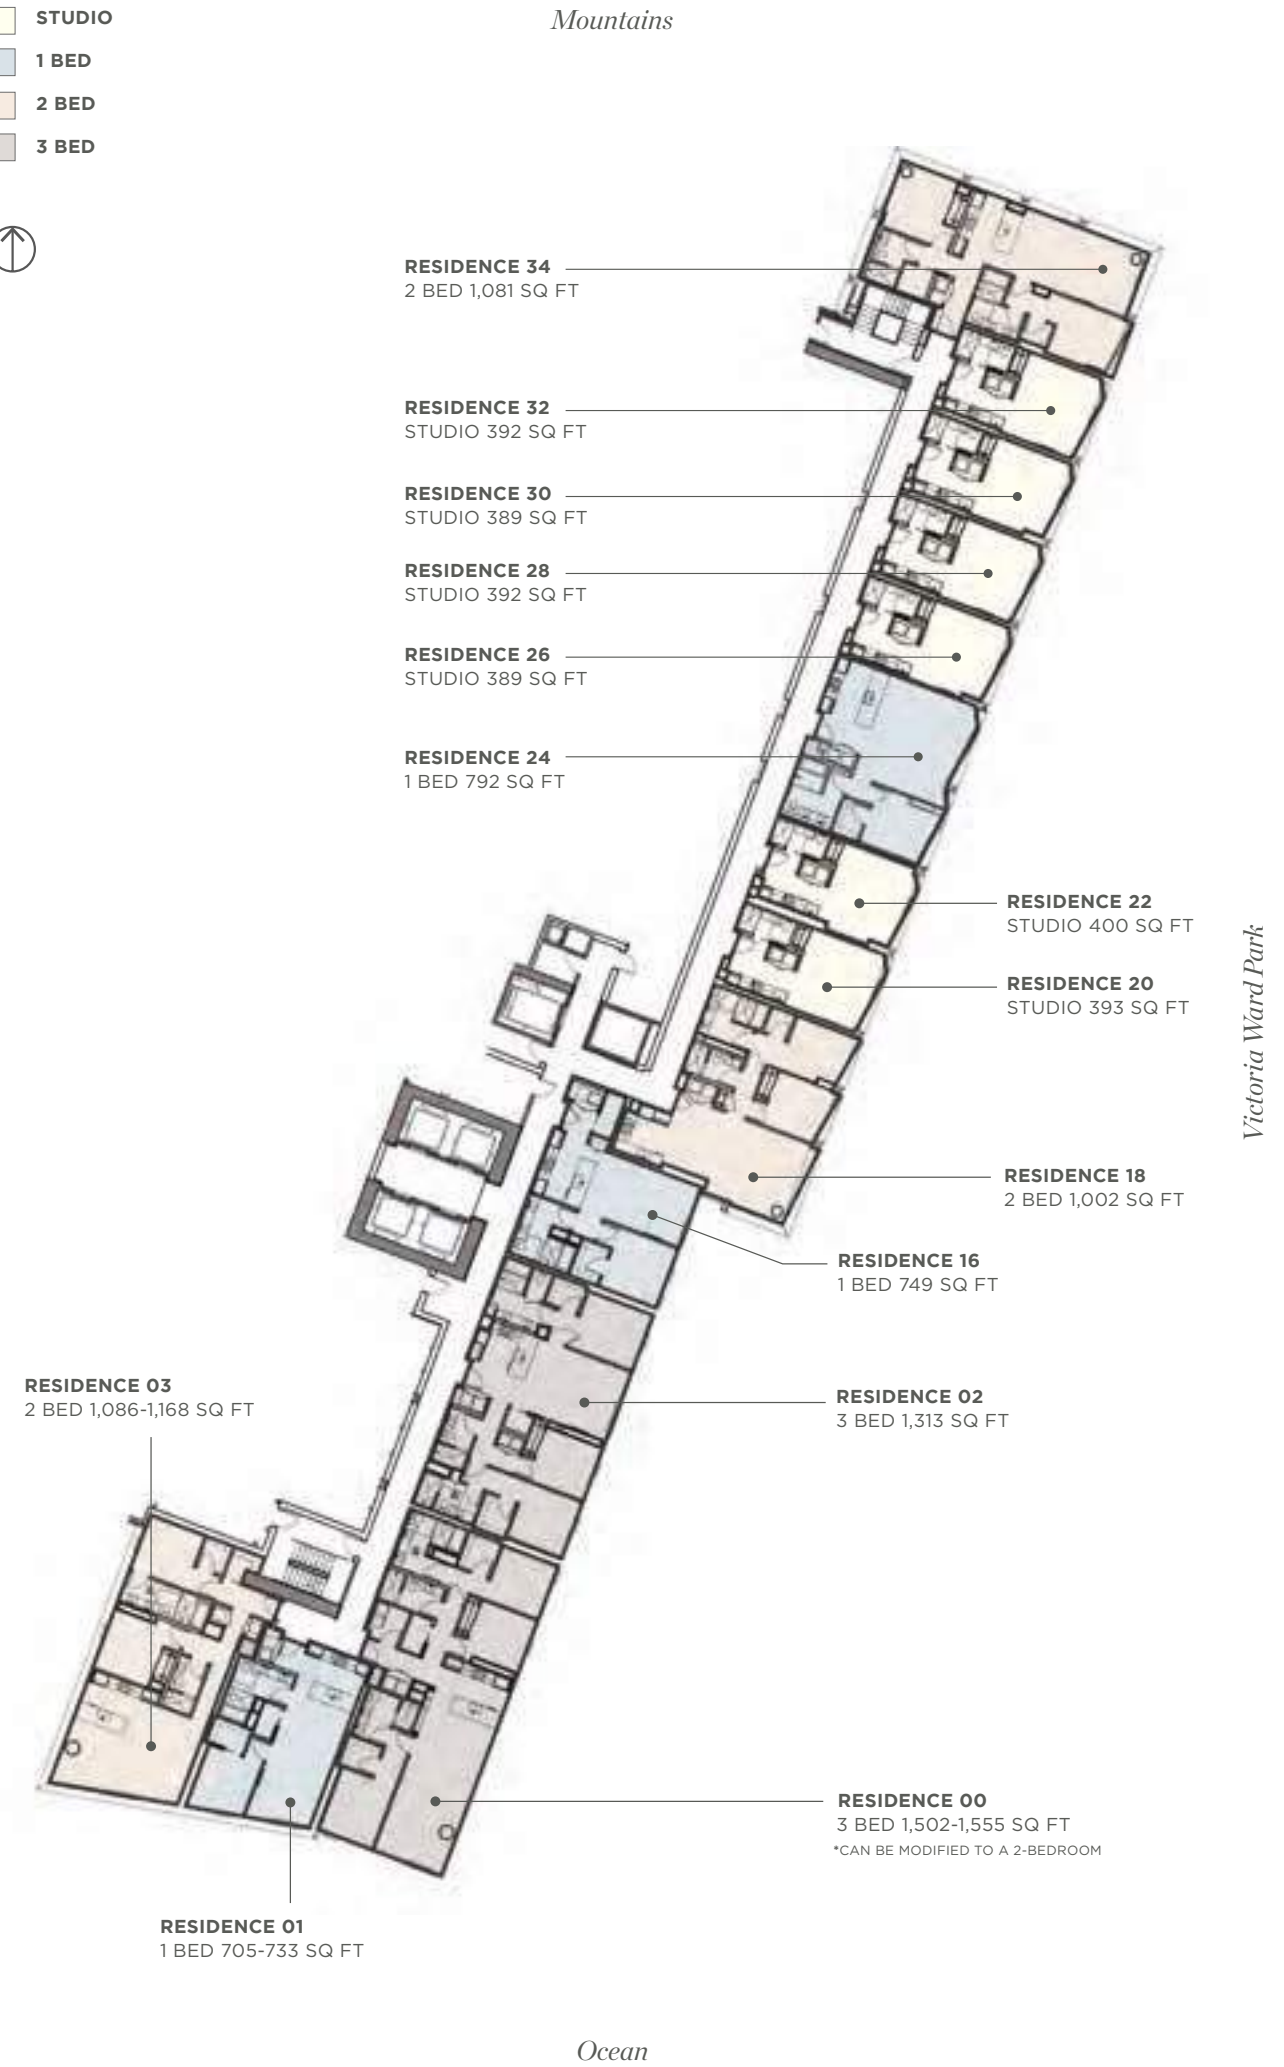 STUDIO
1 BED
2 BED
3 BED
Mountains
RESIDENCE 34
2 BED 1,081 SQ FT
RESIDENCE 32
STUDIO 392 SQ FT
RESIDENCE 30
STUDIO 389 SQ FT
RESIDENCE 28
STUDIO 392 SQ FT
RESIDENCE 26
STUDIO 389 SQ FT
RESIDENCE 24
1 BED 792 SQ FT
RESIDENCE 22
STUDIO 400 SQ FT
RESIDENCE 20
STUDIO 393 SQ FT
Victoria Ward Park
RESIDENCE 18
2 BED 1,002 SQ FT
RESIDENCE 16
1 BED 749 SQ FT
RESIDENCE 03
2 BED 1,086-1,168 SQ FT
RESIDENCE 02
3 BED 1,313 SQ FT
RESIDENCE 00
3 BED 1,502-1,555 SQ FT
*CAN BE MODIFIED TO A 2-BEDROOM
RESIDENCE 01
1 BED 705-733 SQ FT
Ocean